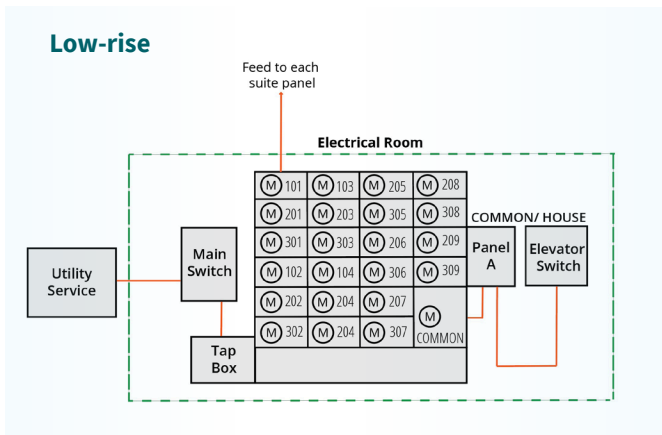 Low-rise
Feed to each
suite panel
Electrical Room
M 101 M 103 M 205 M 208
M 201 M 203 M 305 M 308
M 301 M 303 M 206 M 209
M 102 M 104 M 306 M 309
M 202 M 204 M 207
M 302 M 204 M 307
M
COMMON
COMMON/ HOUSE
Panel
A
Elevator
Switch
Main
Switch
Utility
Service
Tap
Box